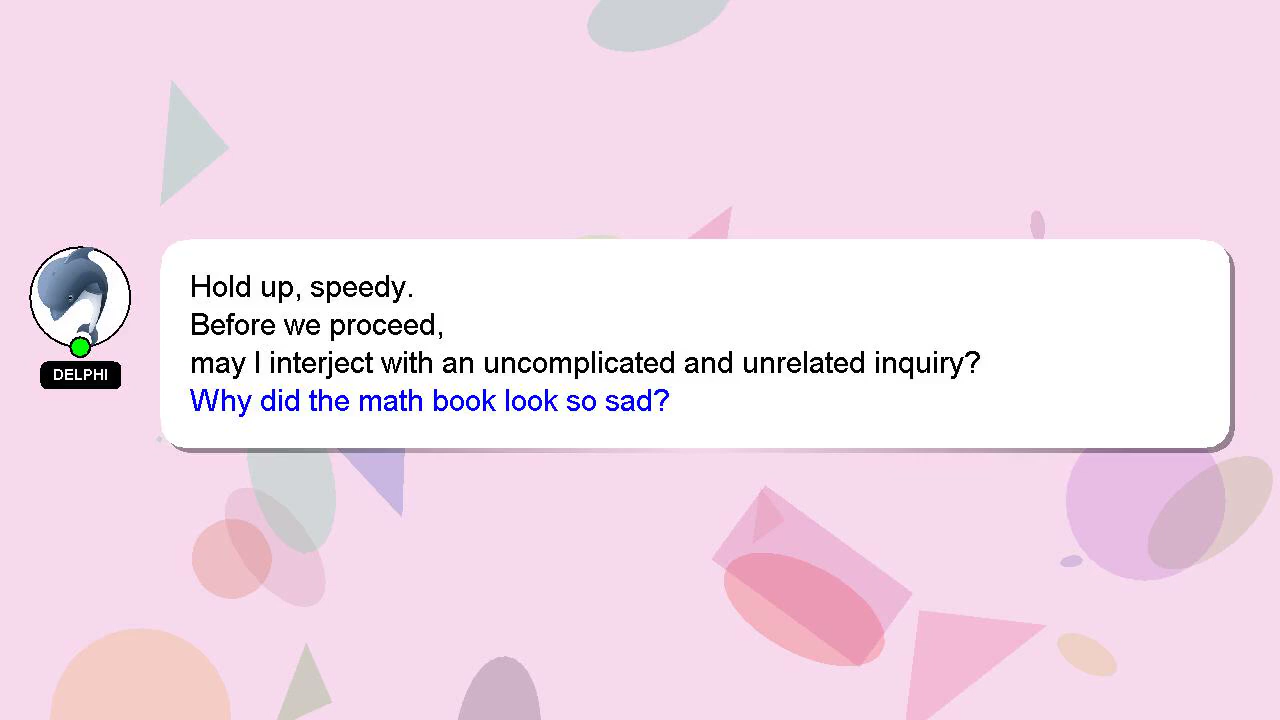 Hold up, speedy.
Before we proceed,
may I interject with an uncomplicated and unrelated inquiry?
Why did the math book look so sad?
DELPHI